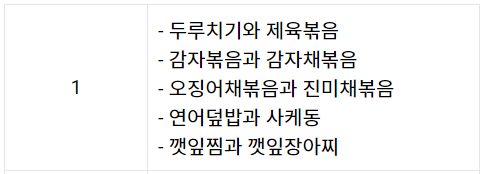 1
- 두루치기와 제육볶음
- 감자볶음과 감자채볶음
- 오징어채볶음과 진미채볶음
- 연어덮밥과 사케동
- 깻잎찜과 깻잎장아찌